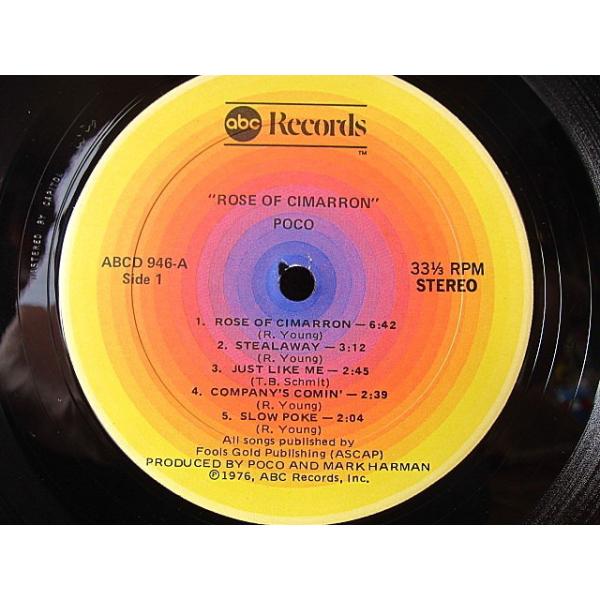 abc Records
TM
"ROSE OF CIMARRON"
POCO
ABCD 946-A
Side 1
33⅓ RPM
STEREO
1. ROSE OF CIMARRON — 6:42
(R. Young)
2. STEALAWAY — 3:12
(R. Young)
3. JUST LIKE ME — 2:45
(T.B. Schmit)
4. COMPANY'S COMIN' — 2:39
(R. Young)
5. SLOW POKE — 2:04
(R. Young)
All songs published by
Fools Gold Publishing (ASCAP)
PRODUCED BY POCO AND MARK HARMAN
℗1976, ABC Records, Inc.
MASTERED BY CAPITOL